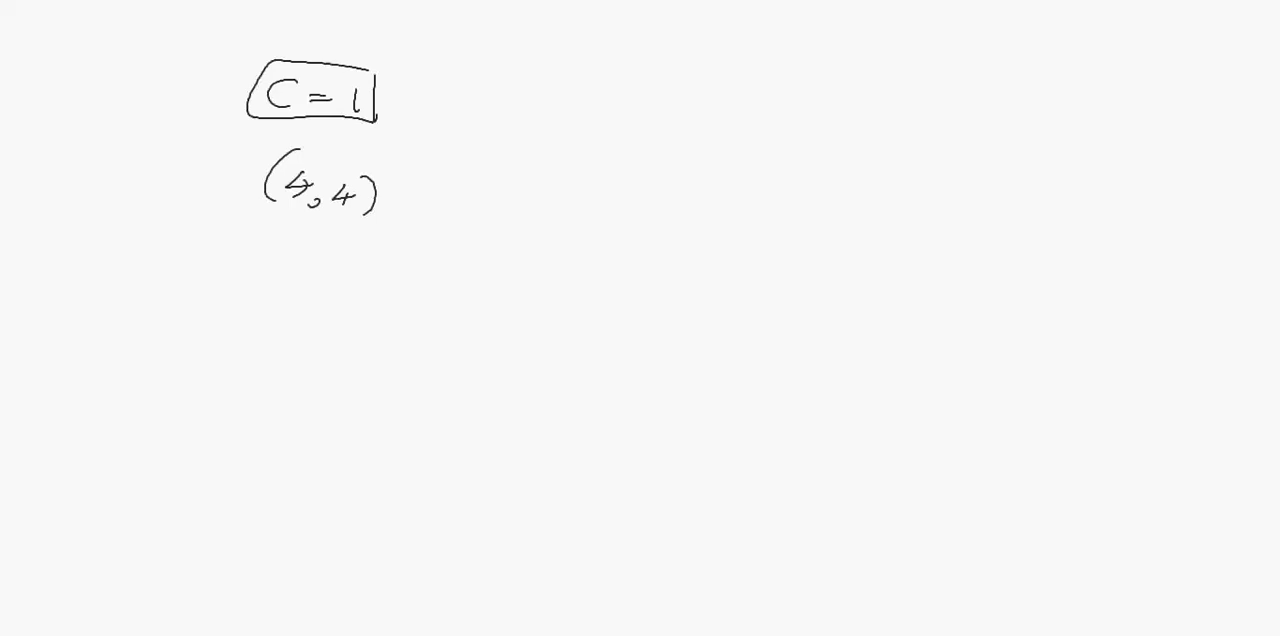 C = 1
(4,4)